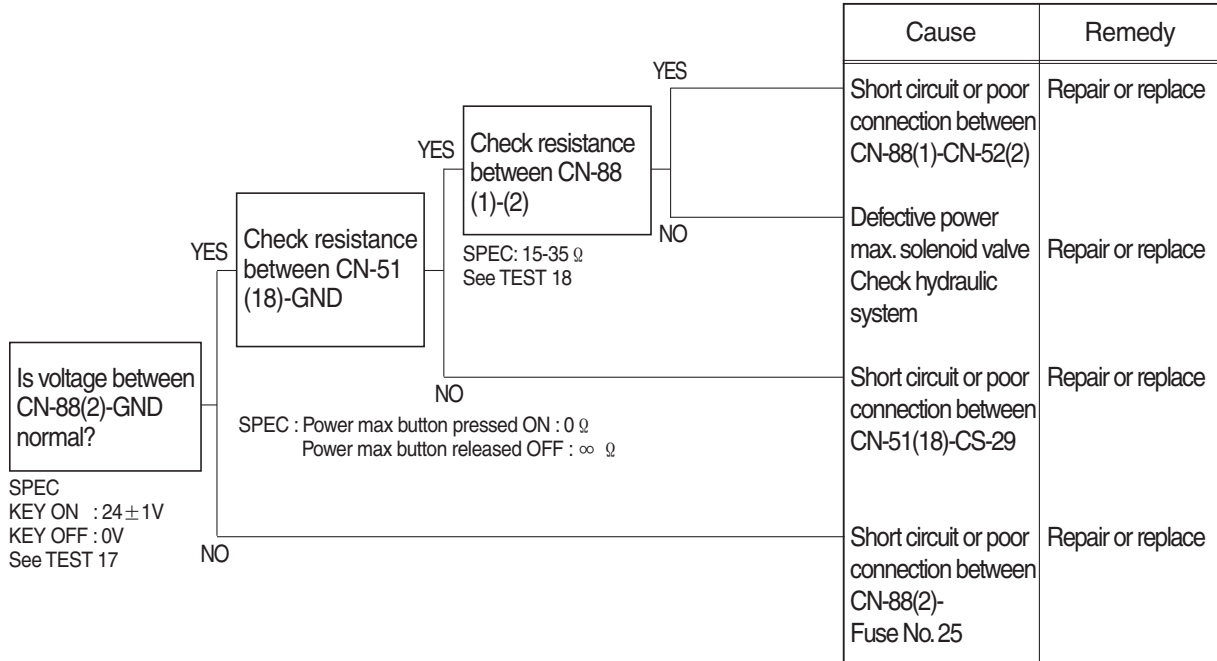 Cause
Remedy
YES
Short circuit or poor
connection between
CN-88(1)-CN-52(2)
Repair or replace
YES
Check resistance
between CN-88
(1)-(2)
NO
Defective power
max. solenoid valve
Check hydraulic
system
Repair or replace
SPEC: 15-35 Ω
See TEST 18
YES
Check resistance
between CN-51
(18)-GND
NO
Short circuit or poor
connection between
CN-51(18)-CS-29
Repair or replace
SPEC : Power max button pressed ON : 0 Ω
Power max button released OFF : ∞ Ω
Is voltage between
CN-88(2)-GND
normal?
SPEC
KEY ON : 24±1V
KEY OFF : 0V
See TEST 17
NO
Short circuit or poor
connection between
CN-88(2)-
Fuse No. 25
Repair or replace